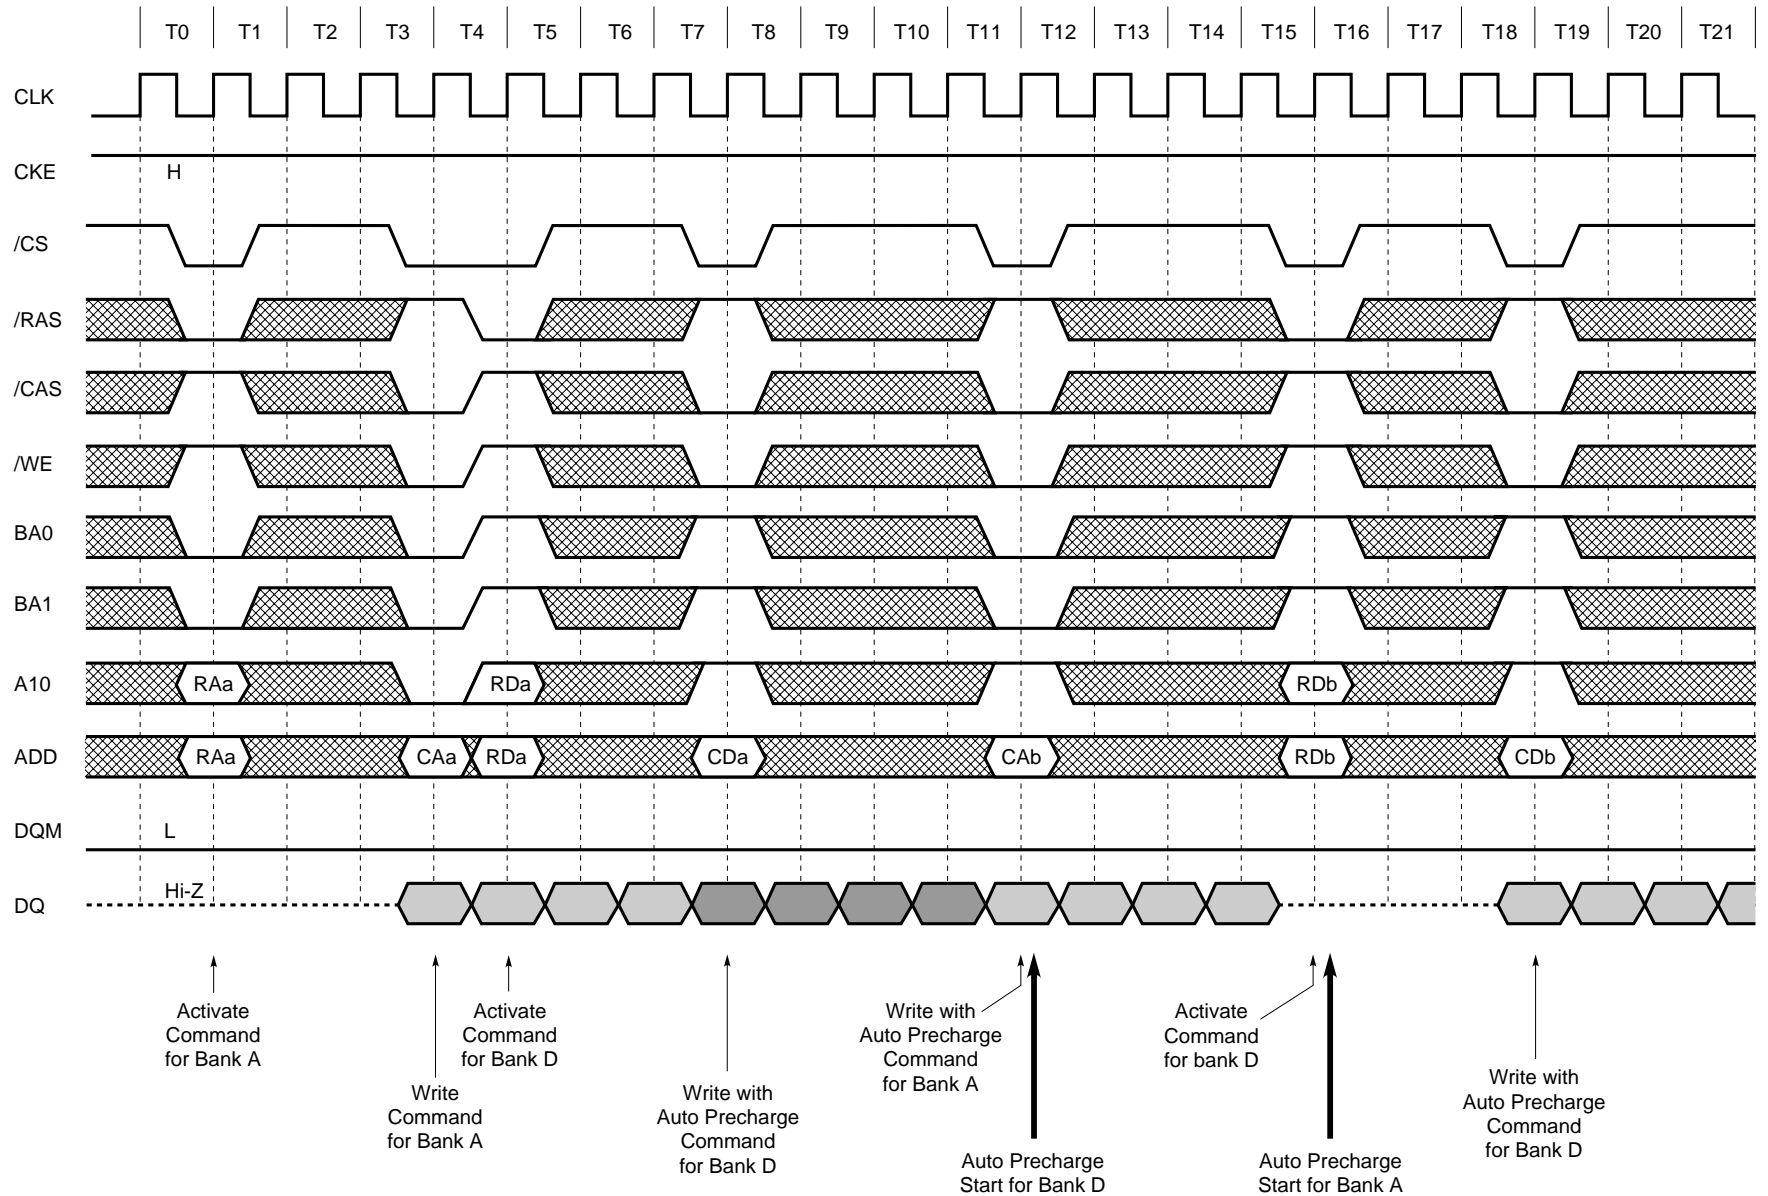 T0 T1 T2 T3 T4 T5 T6 T7 T8 T9 T10 T11 T12 T13 T14 T15 T16 T17 T18 T19 T20 T21
CLK
CKE
H
/CS
/RAS
/CAS
/WE
BA0
BA1
A10
RAa RDa RDb
ADD
RAa CAa RDa CDa CAb RDb CDb
DQM
L
DQ
Hi-Z
Activate
Command
for Bank A
Write
Command
for Bank A
Activate
Command
for Bank D
Write with
Auto Precharge
Command
for Bank D
Write with
Auto Precharge
Command
for Bank A
Auto Precharge
Start for Bank D
Activate
Command
for bank D
Auto Precharge
Start for Bank A
Write with
Auto Precharge
Command
for Bank D